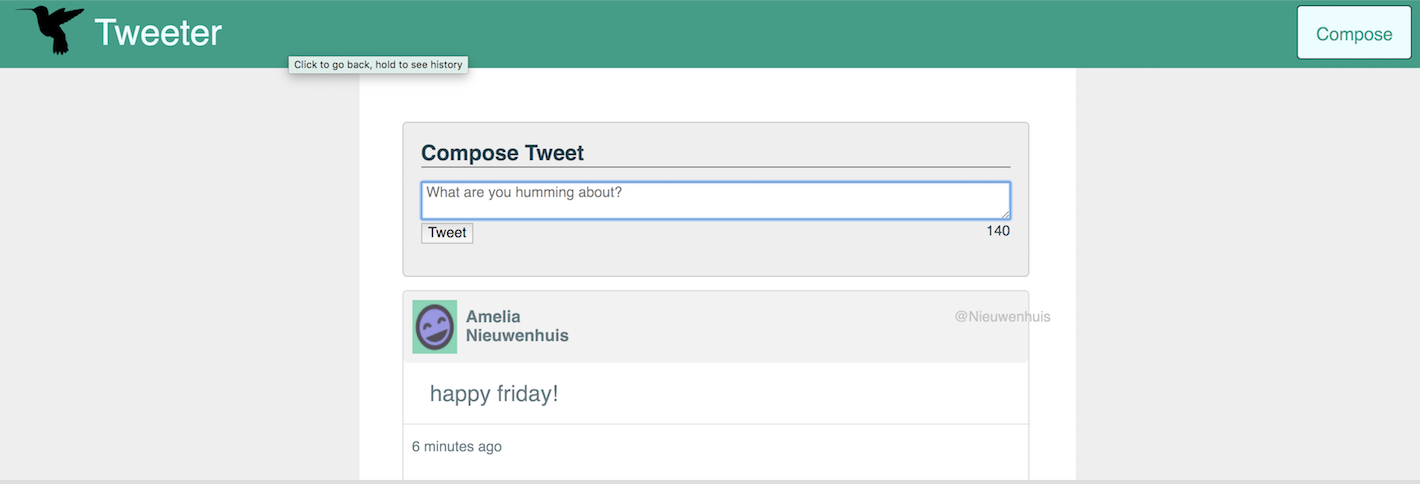 Tweeter
Compose
Click to go back, hold to see history
Compose Tweet
What are you humming about?
Tweet
140
Amelia
Nieuwenhuis
@Nieuwenhuis
happy friday!
6 minutes ago